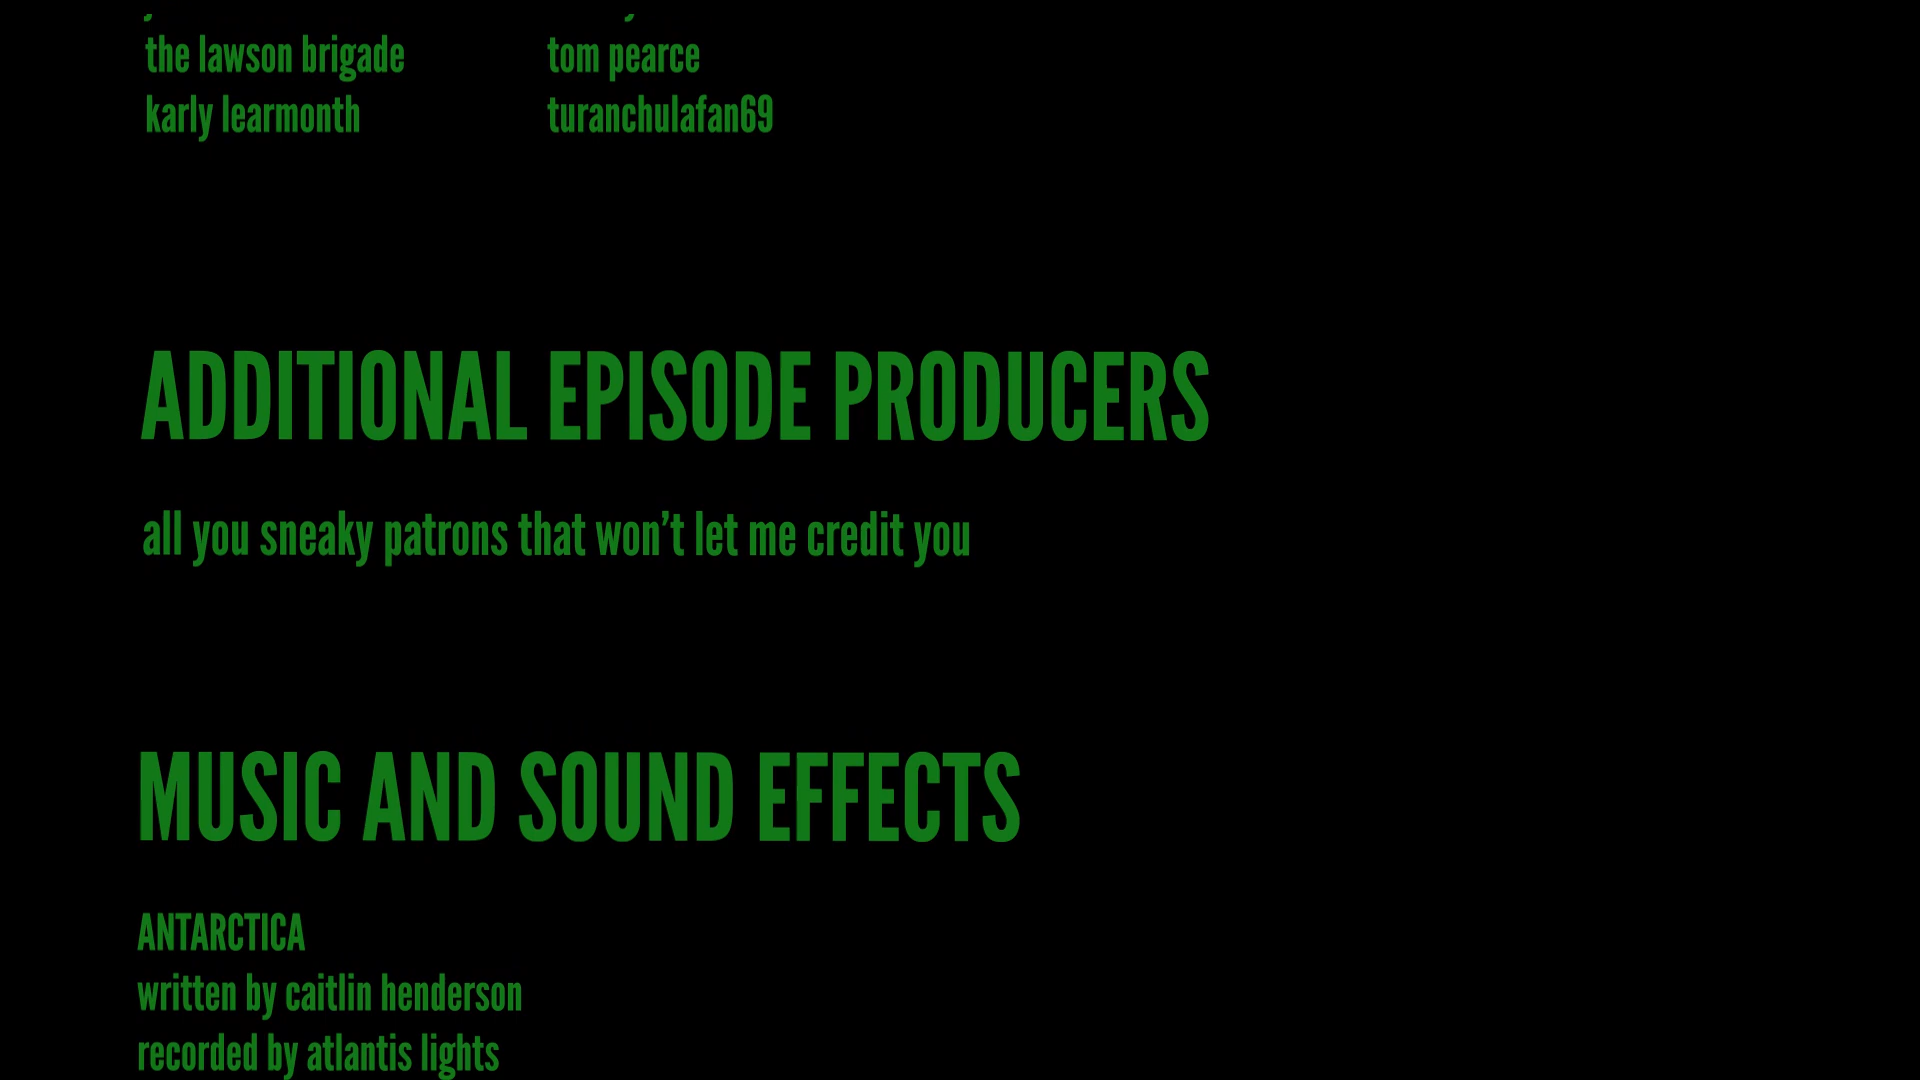 the lawson brigade
tom pearce
karly learmonth
turanchulafan69
ADDITIONAL EPISODE PRODUCERS
all you sneaky patrons that won’t let me credit you
MUSIC AND SOUND EFFECTS
ANTARCTICA
written by caitlin henderson
recorded by atlantis lights